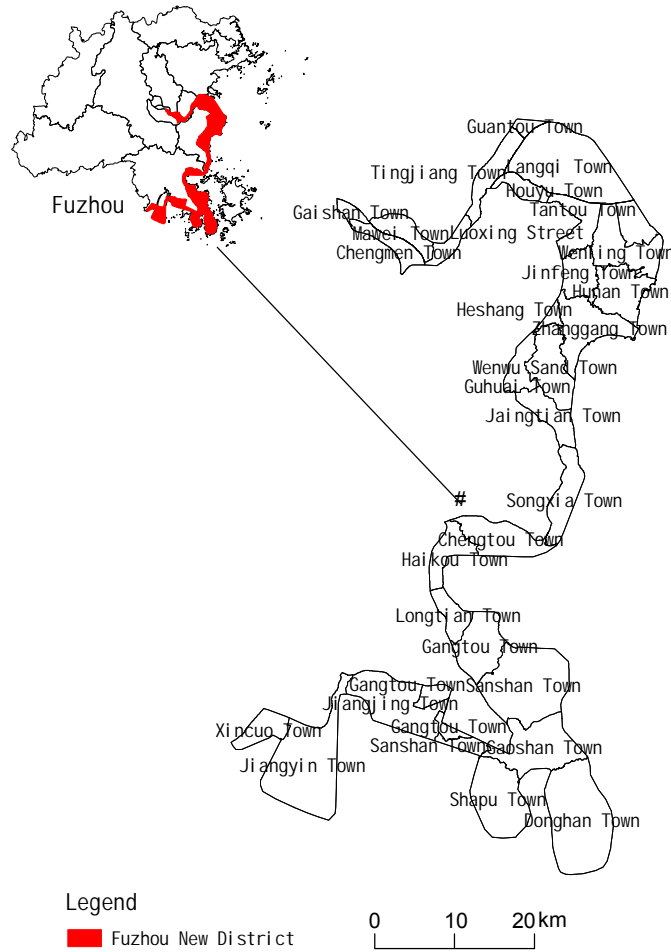 Guantou Town
Langqi Town
Tingjiang Town
Houyu Town
Fuzhou
Gaishan Town
Tantou Town
Mawei Town
Luoxing Street
Chengmen Town
Wenling Town
Jinfeng Town
Hunan Town
Heshang Town
Zhanggang Town
Wenwu Sand Town
Guhuai Town
Jaingtian Town
#
Songxia Town
Chengtou Town
Haikou Town
Longtian Town
Gangtou Town
Gangtou Town
Sanshan Town
Jiangjing Town
Xincuo Town
Gangtou Town
Sanshan Town
Gaoshan Town
Jiangyin Town
Shapu Town
Donghan Town
Legend
Fuzhou New District
0 10 20 km